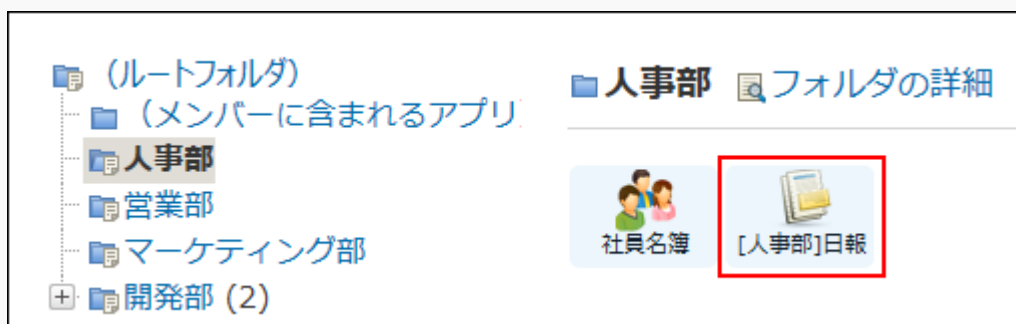 (ルートフォルダ)
(メンバーに含まれるアプリ
人事部
営業部
マーケティング部
開発部 (2)
人事部 フォルダの詳細
社員名簿
[人事部]日報